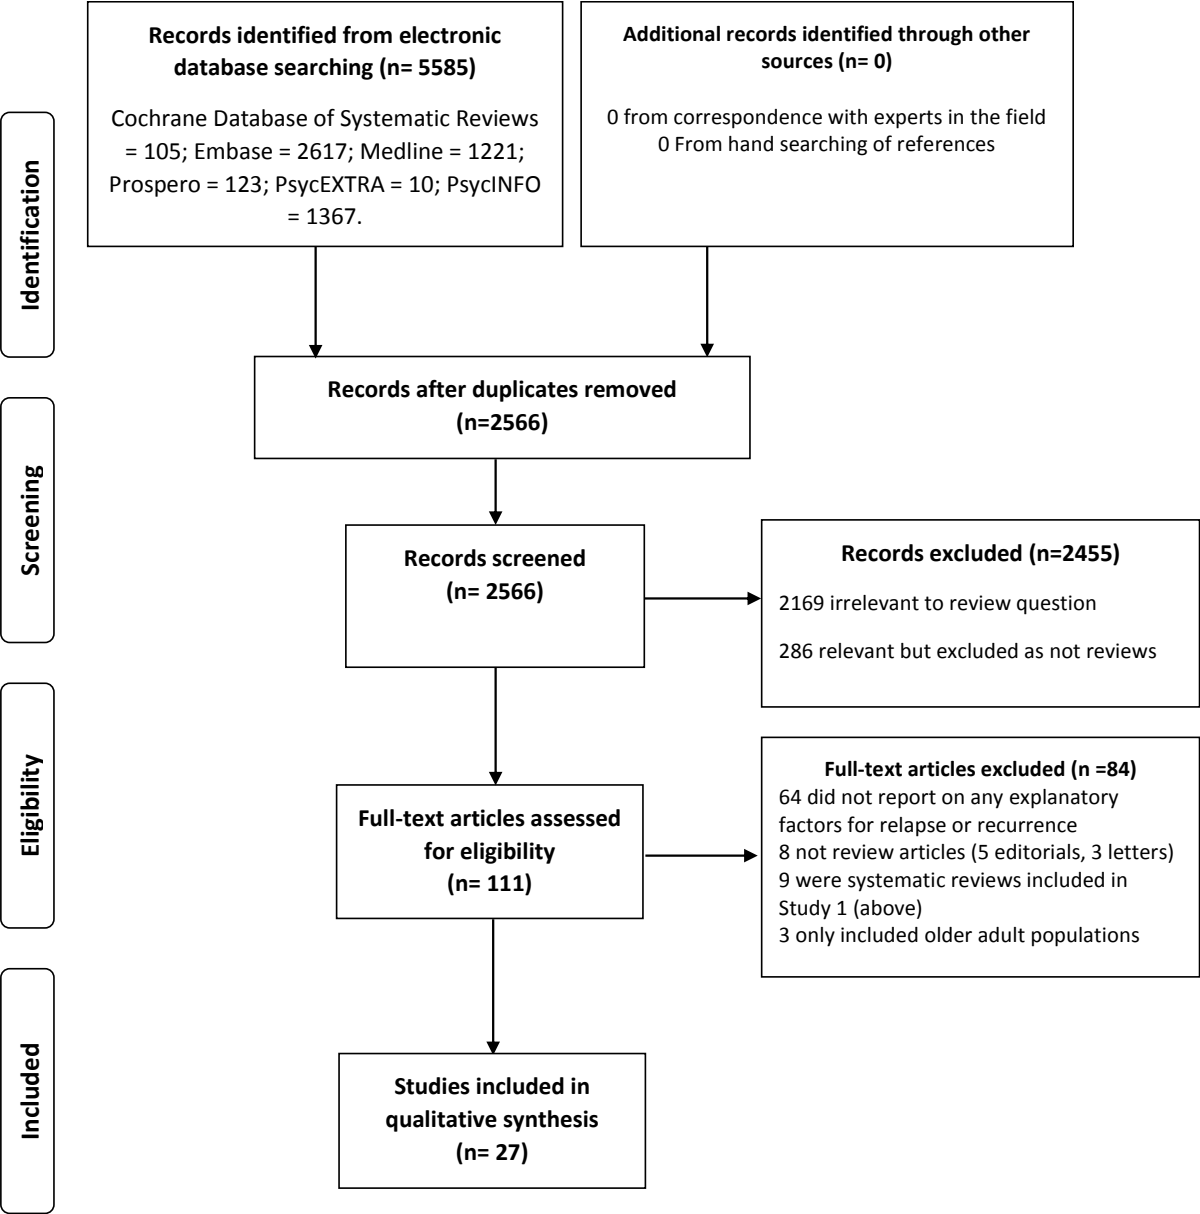 Records identified from electronic
database searching (n= 5585)
Cochrane Database of Systematic Reviews
= 105; Embase = 2617; Medline = 1221;
Prospero = 123; PsycEXTRA = 10; PsycINFO
= 1367.
Additional records identified through other
sources (n= 0)
0 from correspondence with experts in the field
0 From hand searching of references
Identification
Records after duplicates removed
(n=2566)
Screening
Records screened
(n= 2566)
Records excluded (n=2455)
2169 irrelevant to review question
286 relevant but excluded as not reviews
Eligibility
Full-text articles assessed
for eligibility
(n= 111)
Full-text articles excluded (n =84)
64 did not report on any explanatory
factors for relapse or recurrence
8 not review articles (5 editorials, 3 letters)
9 were systematic reviews included in
Study 1 (above)
3 only included older adult populations
Included
Studies included in
qualitative synthesis
(n= 27)